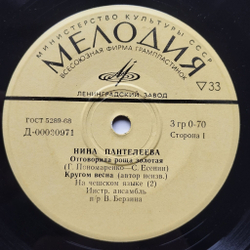 МИНИСТЕРСТВО КУЛЬТУРЫ СССР
МЕЛОДИЯ
ВСЕСОЮЗНАЯ ФИРМА ГРАМПЛАСТИНОК
ЛЕНИНГРАДСКИЙ ЗАВОД
▽33
ГОСТ 5289-68
Д-00030971
3 гр 0-70
Сторона 1
НИНА ПАНТЕЛЕЕВА
Отговорила роща золотая
(Г. Пономаренко—С. Есенин)
Кругом весна (автор неизв.)
На чешском языке (2)
Инстр. ансамбль
п/р В. Берзина